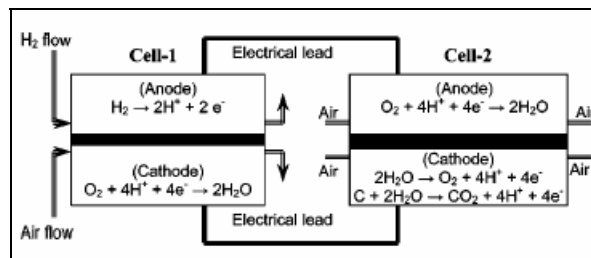 H₂ flow
Cell-1
Electrical lead
Cell-2
(Anode)
H₂ → 2H⁺ + 2 e⁻
(Anode)
O₂ + 4H⁺ + 4e⁻ → 2H₂O
Air
Air
(Cathode)
O₂ + 4H⁺ + 4e⁻ → 2H₂O
Air
Air
(Cathode)
2H₂O → O₂ + 4H⁺ + 4e⁻
C + 2H₂O → CO₂ + 4H⁺ + 4e⁻
Air flow
Electrical lead